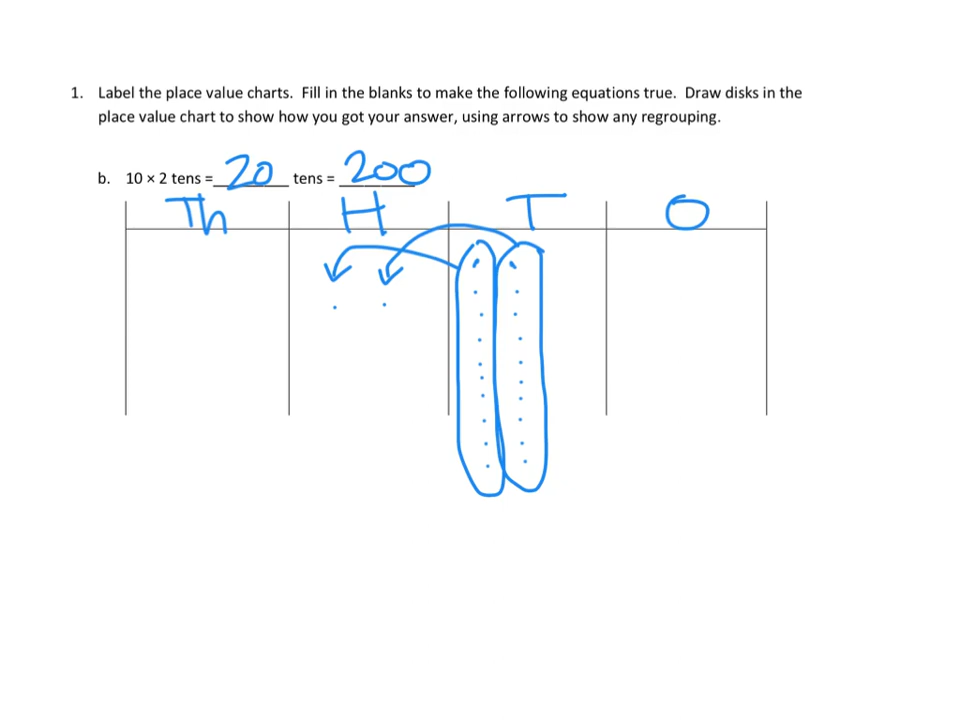 1. Label the place value charts. Fill in the blanks to make the following equations true. Draw disks in the
place value chart to show how you got your answer, using arrows to show any regrouping.
b. 10 × 2 tens = 20 tens = 200
Th H T O